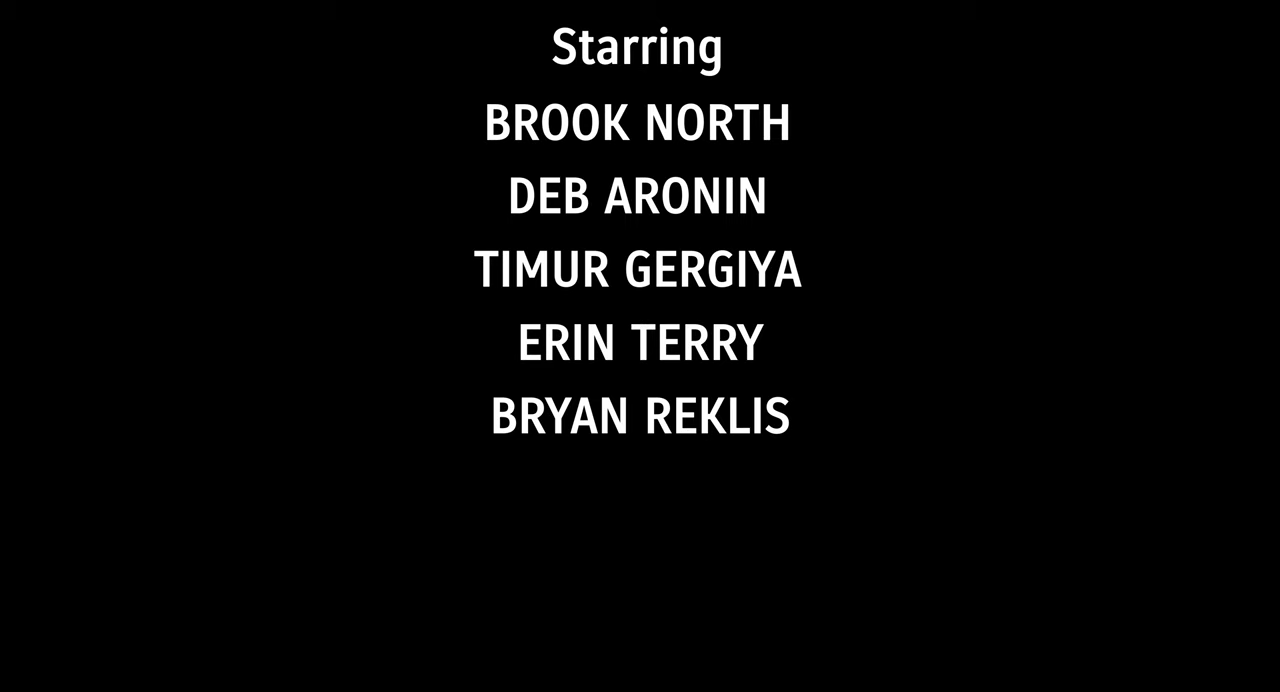 Starring
BROOK NORTH
DEB ARONIN
TIMUR GERGIYA
ERIN TERRY
BRYAN REKLIS